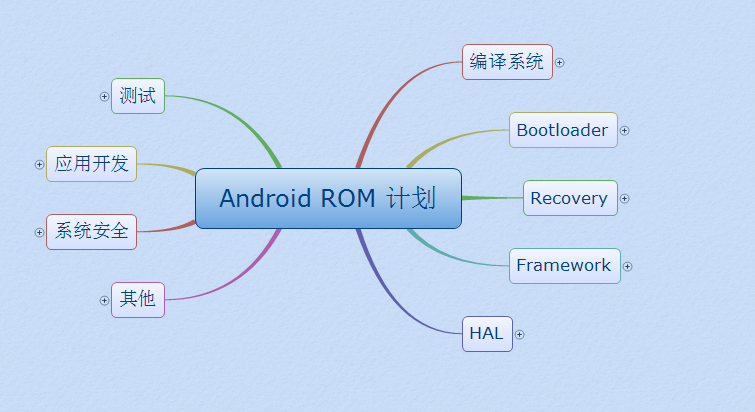 编译系统
测试
Bootloader
应用开发
Android ROM 计划
Recovery
系统安全
Framework
其他
HAL